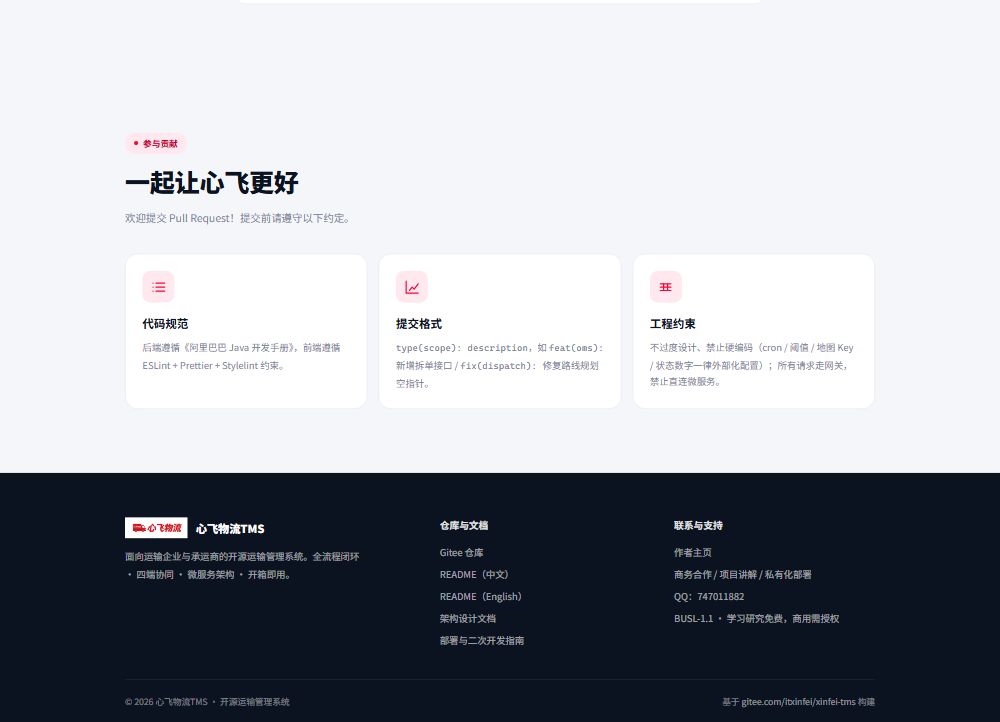 参与贡献
一起让心飞更好
欢迎提交 Pull Request！提交前请遵守以下约定。
代码规范
后端遵循《阿里巴巴 Java 开发手册》，前端遵循
ESLint + Prettier + Stylelint 约束。
提交格式
type(scope): description，如 feat(oms):
新增拆单接口 / fix(dispatch): 修复路线规划
空指针。
工程约束
不过度设计、禁止硬编码（cron / 阈值 / 地图 Key
/ 状态数字一律外部化配置）；所有请求走网关，
禁止直连微服务。
心飞物流
心飞物流TMS
面向运输企业与承运商的开源运输管理系统。全流程闭环
· 四端协同 · 微服务架构 · 开箱即用。
仓库与文档
Gitee 仓库
README（中文）
README（English）
架构设计文档
部署与二次开发指南
联系与支持
作者主页
商务合作 / 项目讲解 / 私有化部署
QQ：747011882
BUSL-1.1 · 学习研究免费，商用需授权
© 2026 心飞物流TMS · 开源运输管理系统
基于 gitee.com/itxinfei/xinfei-tms 构建